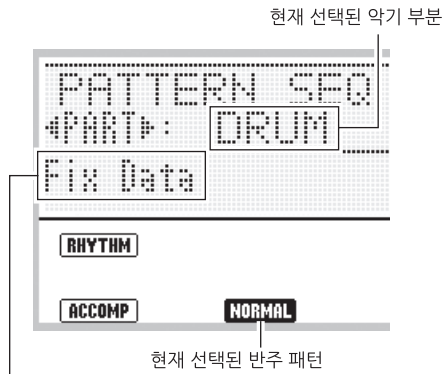 현재 선택된 악기 부분
PATTERN SEQ
◀PART▶: DRUM
Fix Data
RHYTHM
ACCOMP NORMAL
현재 선택된 반주 패턴